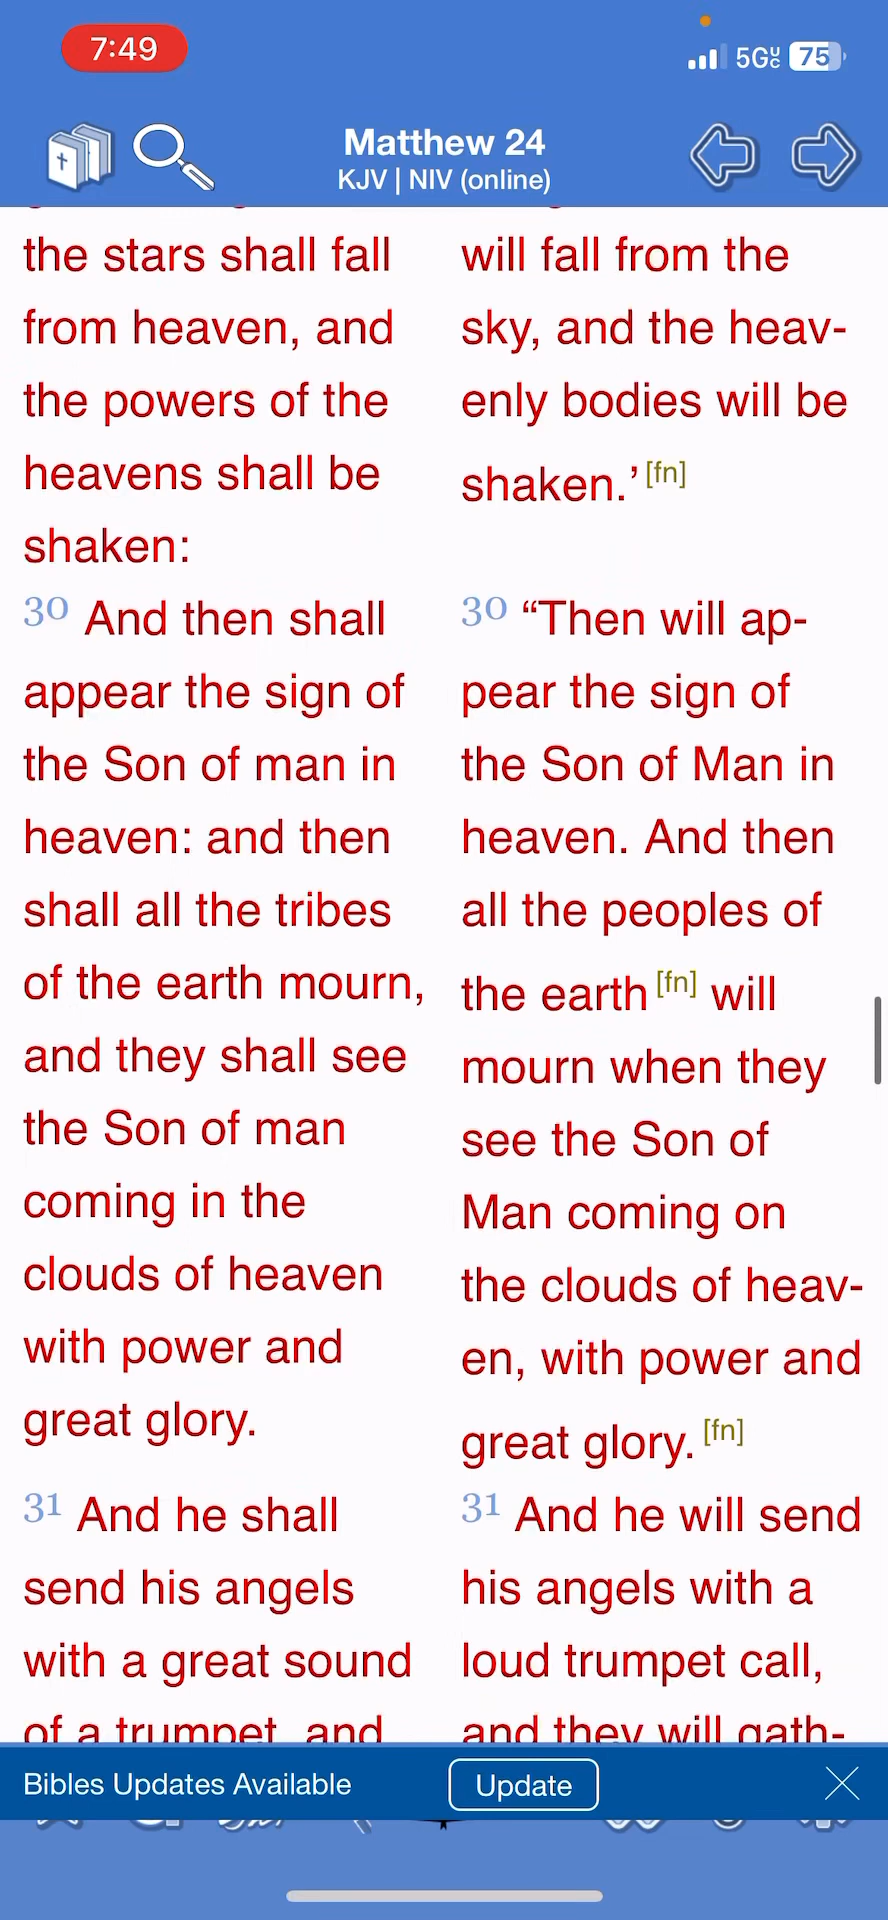 7:49
5G
75
Matthew 24
KJV | NIV (online)
the stars shall fall
from heaven, and
the powers of the
heavens shall be
shaken:
30 And then shall
appear the sign of
the Son of man in
heaven: and then
shall all the tribes
of the earth mourn,
and they shall see
the Son of man
coming in the
clouds of heaven
with power and
great glory.
31 And he shall
send his angels
with a great sound
of a trumpet, and
will fall from the
sky, and the heav-
enly bodies will be
shaken.’ [fn]
30 “Then will ap-
pear the sign of
the Son of Man in
heaven. And then
all the peoples of
the earth [fn] will
mourn when they
see the Son of
Man coming on
the clouds of heav-
en, with power and
great glory. [fn]
31 And he will send
his angels with a
loud trumpet call,
and they will gath-
Bibles Updates Available
Update